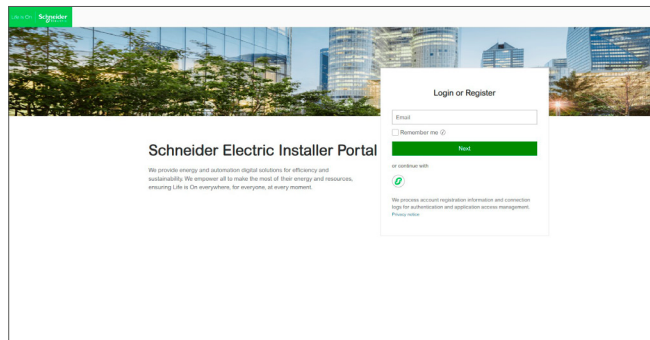 Life Is On
Schneider
Electric
Login or Register
Email
Remember me
Next
or continue with
We process account registration information and connection
logs for authentication and application access management.
Privacy notice
Schneider Electric Installer Portal
We provide energy and automation digital solutions for efficiency and
sustainability. We empower all to make the most of their energy and resources,
ensuring Life is On everywhere, for everyone, at every moment.